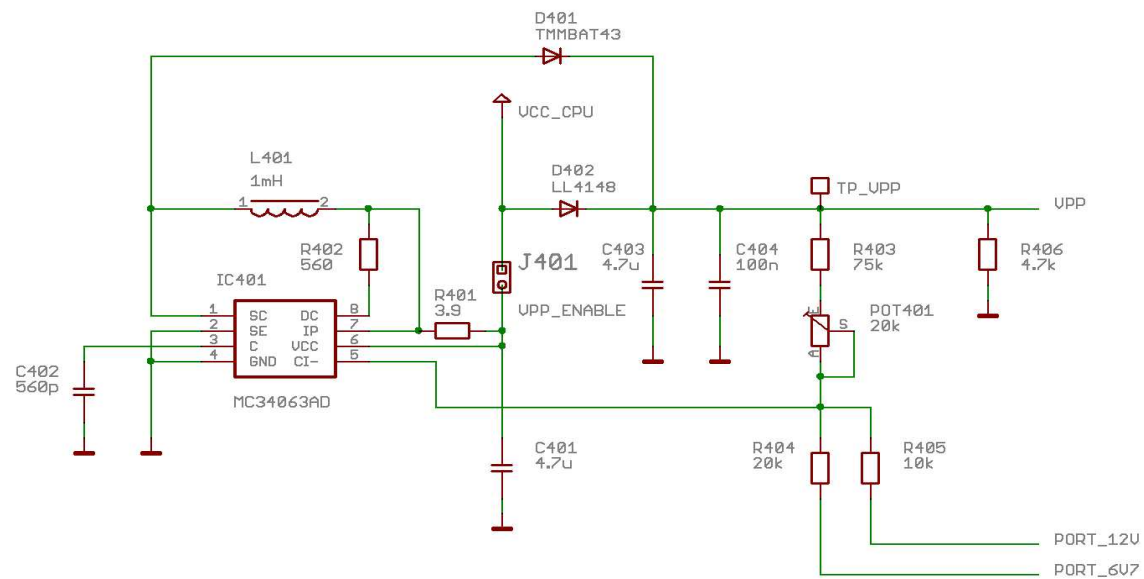 D401
TMMBAT43
VCC_CPU
L401
1mH
1 2
D402
LL4148
TP_VPP
VPP
R402
560
J401
VPP_ENABLE
C403
4.7u
C404
100n
R403
75k
R406
4.7k
IC401
1 SC DC 8
2 SE IP 7
3 C VCC 6
4 GND CI- 5
MC34063AD
R401
3.9
E
S
A
POT401
20k
C402
560p
C401
4.7u
R404
20k
R405
10k
PORT_12V
PORT_6V7